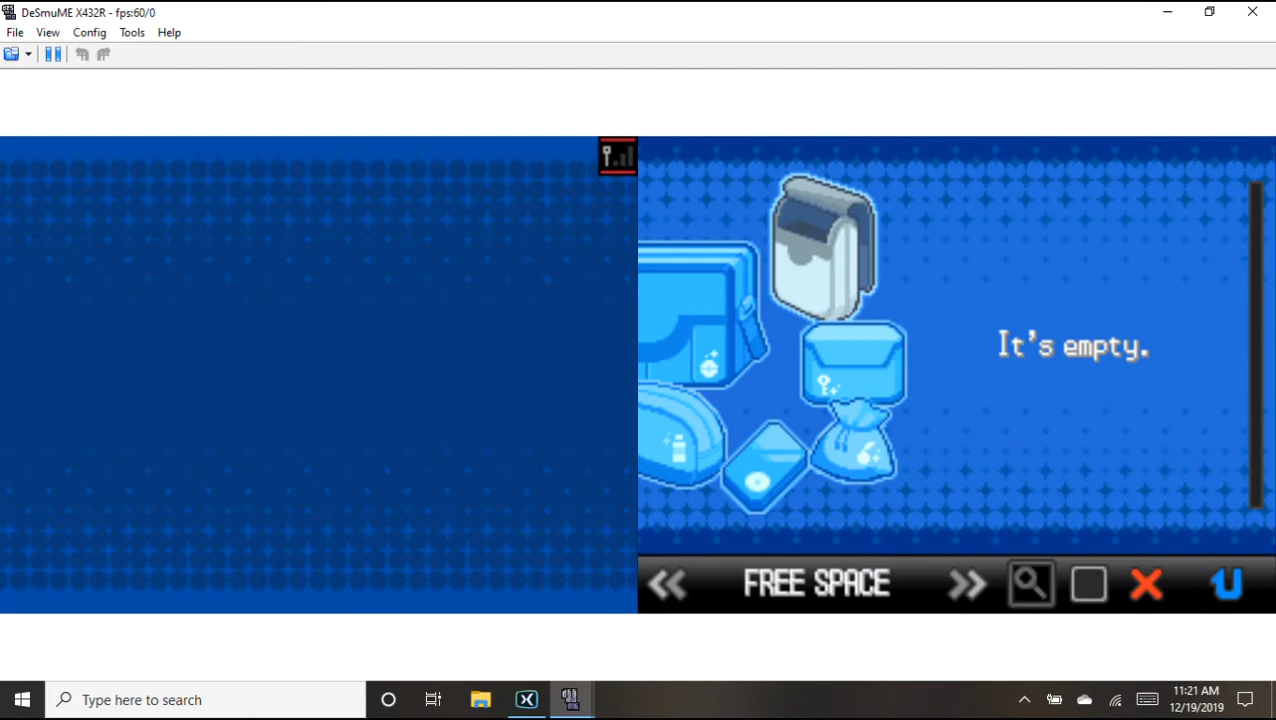 DeSmuME X432R - fps:60/0
File View Config Tools Help
It's empty.
FREE SPACE
Type here to search
11:21 AM
12/19/2019